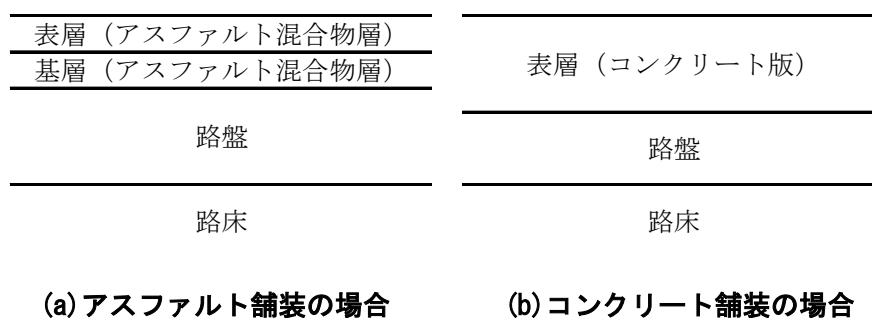 表層（アスファルト混合物層）
基層（アスファルト混合物層）
路盤
路床
(a)アスファルト舗装の場合
表層（コンクリート版）
路盤
路床
(b)コンクリート舗装の場合